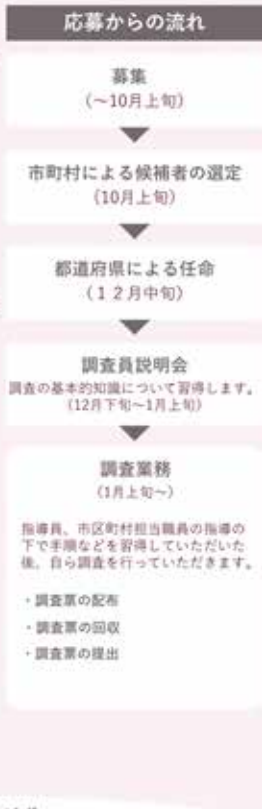 応募からの流れ
募集
(~10月上旬)
市町村による候補者の選定
(10月上旬)
都道府県による任命
(12月中旬)
調査員説明会
調査の基本的知識について習得します。
(12月下旬~1月上旬)
調査業務
(1月上旬~)
指導員、市区町村担当職員の指導の
下で手順などを習得していただいた
後、自ら調査を行っていただきます。
・調査票の配布
・調査票の回収
・調査票の提出